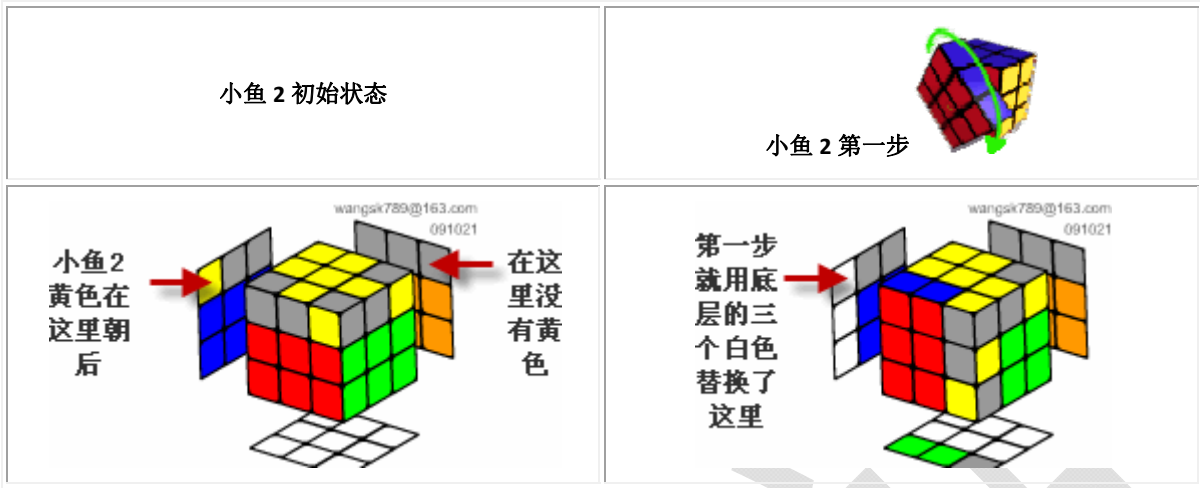 小鱼 2 初始状态
小鱼 2 第一步
wangsk789@163.com
091021
小鱼2
黄色在
这里朝
后
在这
里没
有黄
色
wangsk789@163.com
091021
第一步
就用底
层的三
个白色
替换了
这里